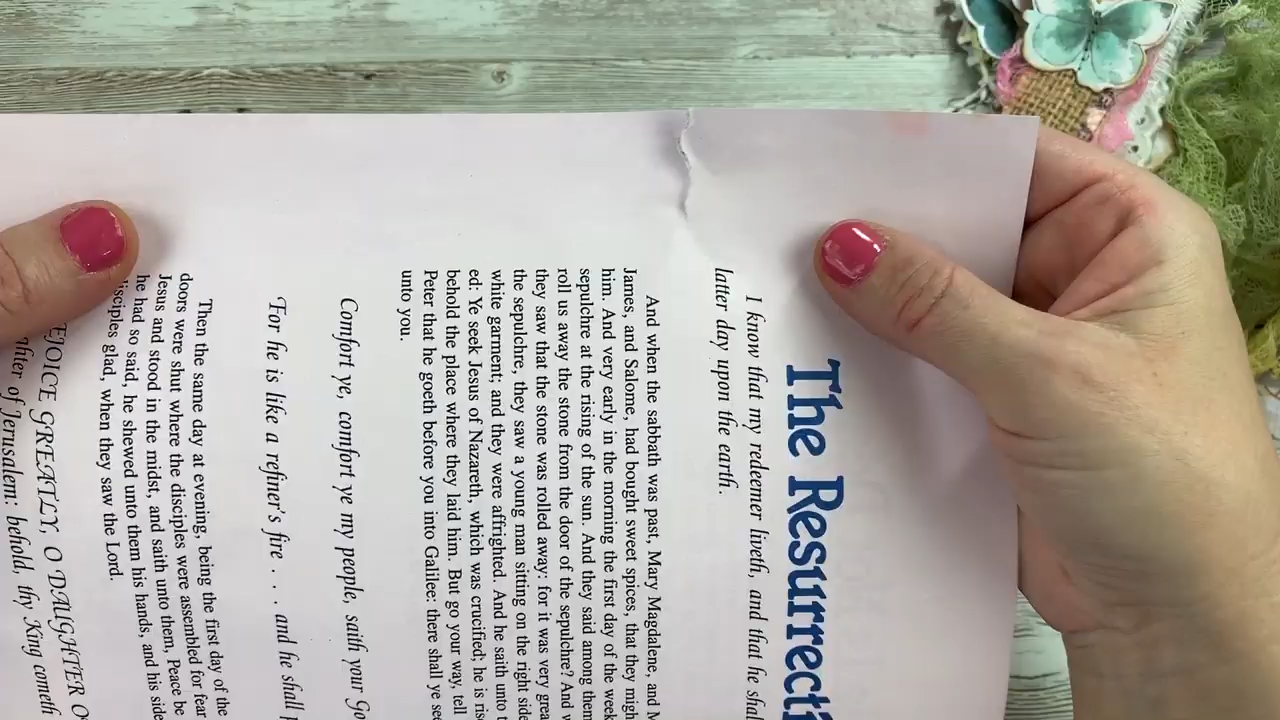 The Resurrecti
I know that my redeemer liveth, and that he shal
latter day upon the earth.
And when the sabbath was past, Mary Magdalene, and M
James, and Salome, had bought sweet spices, that they migh
him. And very early in the morning the first day of the week
sepulchre at the rising of the sun. And they said among them
roll us away the stone from the door of the sepulchre? And w
they saw that the stone was rolled away: for it was very grea
the sepulchre, they saw a young man sitting on the right side
white garment; and they were affrighted. And he saith unto t
ed: Ye seek Jesus of Nazareth, which was crucified; he is rise
behold the place where they laid him. But go your way, tell
Peter that he goeth before you into Galilee: there shall ye see
unto you.
Comfort ye, comfort ye my people, saith your Go
For he is like a refiner's fire . . . and he shall p
Then the same day at evening, being the first day of the
doors were shut where the disciples were assembled for fear
Jesus and stood in the midst, and saith unto them, Peace be
he had so said, he shewed unto them his hands, and his side
isciples glad, when they saw the Lord.
EJOICE GREATLY, O DAUGHTER O
hter of Jerusalem: behold, thy King cometh